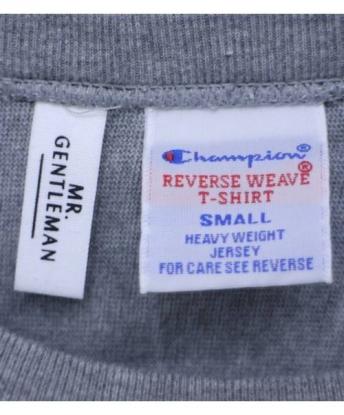 MR.
GENTLEMAN
Champion®
REVERSE WEAVE®
T-SHIRT
SMALL
HEAVY WEIGHT
JERSEY
FOR CARE SEE REVERSE